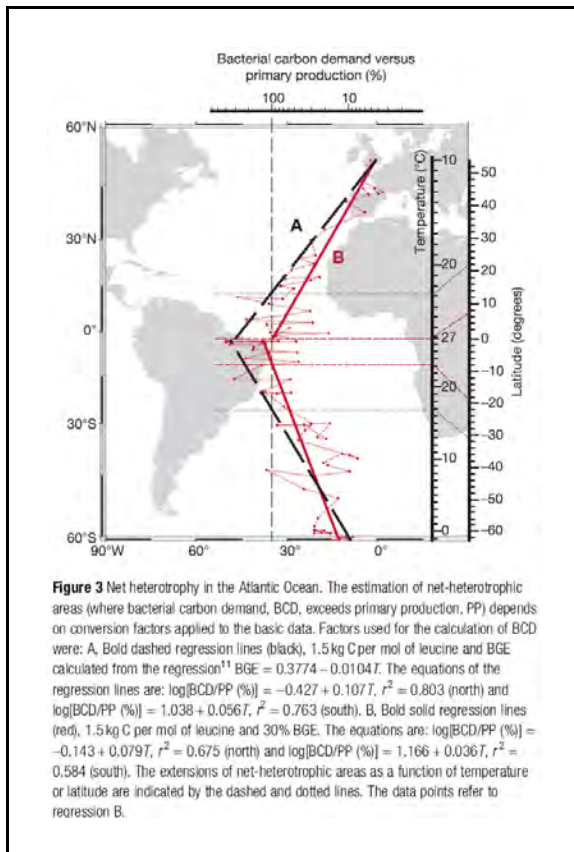 Bacterial carbon demand versus
primary production (%)
100 10
60°N
30°N
0°
30°S
60°S
90°W 60° 30° 0°
A
B
Temperature (°C)
10
20
27
20
10
0
Latitude (degrees)
50
40
30
20
10
0
-10
-20
-30
-40
-50
-60
Figure 3 Net heterotrophy in the Atlantic Ocean. The estimation of net-heterotrophic
areas (where bacterial carbon demand, BCD, exceeds primary production, PP) depends
on conversion factors applied to the basic data. Factors used for the calculation of BCD
were: A, Bold dashed regression lines (black), 1.5 kg C per mol of leucine and BGE
calculated from the regression¹¹ BGE = 0.3774 – 0.0104T. The equations of the
regression lines are: log[BCD/PP (%)] = –0.427 + 0.107T, r² = 0.803 (north) and
log[BCD/PP (%)] = 1.038 + 0.056T, r² = 0.763 (south). B, Bold solid regression lines
(red), 1.5 kg C per mol of leucine and 30% BGE. The equations are: log[BCD/PP (%)] =
–0.143 + 0.079T, r² = 0.675 (north) and log[BCD/PP (%)] = 1.166 + 0.036T, r² =
0.584 (south). The extensions of net-heterotrophic areas as a function of temperature
or latitude are indicated by the dashed and dotted lines. The data points refer to
regression B.